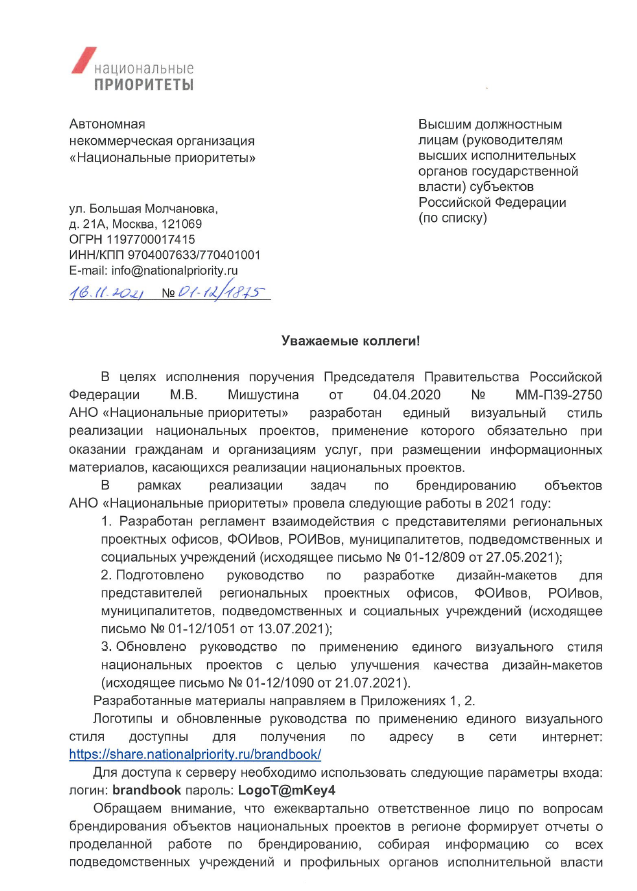 национальные
ПРИОРИТЕТЫ
Автономная
некоммерческая организация
«Национальные приоритеты»
ул. Большая Молчановка,
д. 21А, Москва, 121069
ОГРН 1197700017415
ИНН/КПП 9704007633/770401001
E-mail: info@nationalpriority.ru
16.11.2021 № 01-12/1875
Высшим должностным
лицам (руководителям
высших исполнительных
органов государственной
власти) субъектов
Российской Федерации
(по списку)
Уважаемые коллеги!
В целях исполнения поручения Председателя Правительства Российской
Федерации М.В. Мишустина от 04.04.2020 № ММ-П39-2750
АНО «Национальные приоритеты» разработан единый визуальный стиль
реализации национальных проектов, применение которого обязательно при
оказании гражданам и организациям услуг, при размещении информационных
материалов, касающихся реализации национальных проектов.
В рамках реализации задач по брендированию объектов
АНО «Национальные приоритеты» провела следующие работы в 2021 году:
1. Разработан регламент взаимодействия с представителями региональных
проектных офисов, ФОИвов, РОИВов, муниципалитетов, подведомственных и
социальных учреждений (исходящее письмо № 01-12/809 от 27.05.2021);
2. Подготовлено руководство по разработке дизайн-макетов для
представителей региональных проектных офисов, ФОИвов, РОИвов,
муниципалитетов, подведомственных и социальных учреждений (исходящее
письмо № 01-12/1051 от 13.07.2021);
3. Обновлено руководство по применению единого визуального стиля
национальных проектов с целью улучшения качества дизайн-макетов
(исходящее письмо № 01-12/1090 от 21.07.2021).
Разработанные материалы направляем в Приложениях 1, 2.
Логотипы и обновленные руководства по применению единого визуального
стиля доступны для получения по адресу в сети интернет:
https://share.nationalpriority.ru/brandbook/
Для доступа к серверу необходимо использовать следующие параметры входа:
логин: brandbook пароль: LogoT@mKey4
Обращаем внимание, что ежеквартально ответственное лицо по вопросам
брендирования объектов национальных проектов в регионе формирует отчеты о
проделанной работе по брендированию, собирая информацию со всех
подведомственных учреждений и профильных органов исполнительной власти